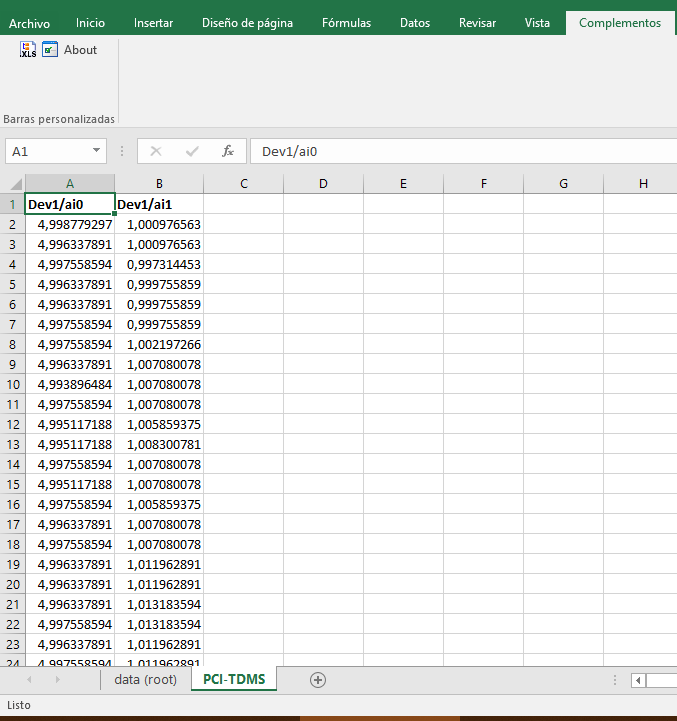 Archivo Inicio Insertar Diseño de página Fórmulas Datos Revisar Vista Complementos
XLS About
Barras personalizadas
A1 fx Dev1/ai0
A B C D E F G H
1 Dev1/ai0 Dev1/ai1
2 4,998779297 1,000976563
3 4,996337891 1,000976563
4 4,997558594 0,997314453
5 4,996337891 0,999755859
6 4,996337891 0,999755859
7 4,997558594 0,999755859
8 4,997558594 1,002197266
9 4,996337891 1,007080078
10 4,993896484 1,007080078
11 4,997558594 1,007080078
12 4,995117188 1,005859375
13 4,995117188 1,008300781
14 4,997558594 1,007080078
15 4,995117188 1,007080078
16 4,997558594 1,005859375
17 4,996337891 1,007080078
18 4,997558594 1,007080078
19 4,996337891 1,011962891
20 4,996337891 1,011962891
21 4,996337891 1,013183594
22 4,997558594 1,013183594
23 4,996337891 1,011962891
24 4,997558594 1,011962891
data (root) PCI-TDMS
Listo